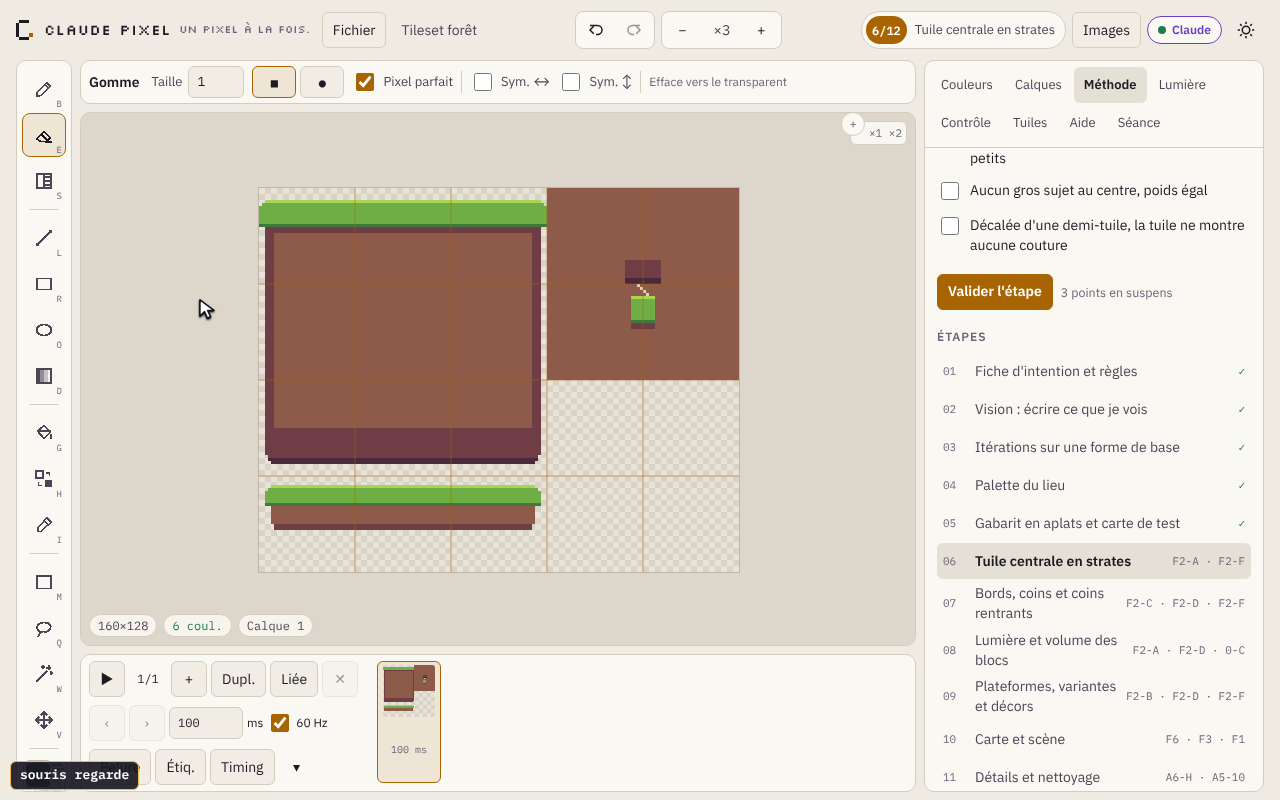 CLAUDE PIXEL UN PIXEL À LA FOIS. Fichier Tileset forêt − ×3 + 6/12 Tuile centrale en strates Images Claude
Gomme Taille 1 ■ ● Pixel parfait Sym. ↔ Sym. ↕ Efface vers le transparent
B
E
S
L
R
O
D
G
H
I
M
Q
W
V
+ ×1 ×2
160×128 6 coul. Calque 1
▶ 1/1 + Dupl. Liée ✕
‹ › 100 ms 60 Hz
Étiq. Timing ▼
100 ms
souris regarde
Couleurs Calques Méthode Lumière
Contrôle Tuiles Aide Séance
petits
Aucun gros sujet au centre, poids égal
Décalée d'une demi-tuile, la tuile ne montre
aucune couture
Valider l'étape 3 points en suspens
ÉTAPES
01 Fiche d'intention et règles ✓
02 Vision : écrire ce que je vois ✓
03 Itérations sur une forme de base ✓
04 Palette du lieu ✓
05 Gabarit en aplats et carte de test ✓
06 Tuile centrale en strates F2-A · F2-F
07 Bords, coins et coins rentrants F2-C · F2-D · F2-F
08 Lumière et volume des blocs F2-A · F2-D · 0-C
09 Plateformes, variantes et décors F2-B · F2-D · F2-F
10 Carte et scène F6 · F3 · F1
11 Détails et nettoyage A6-H · A5-10